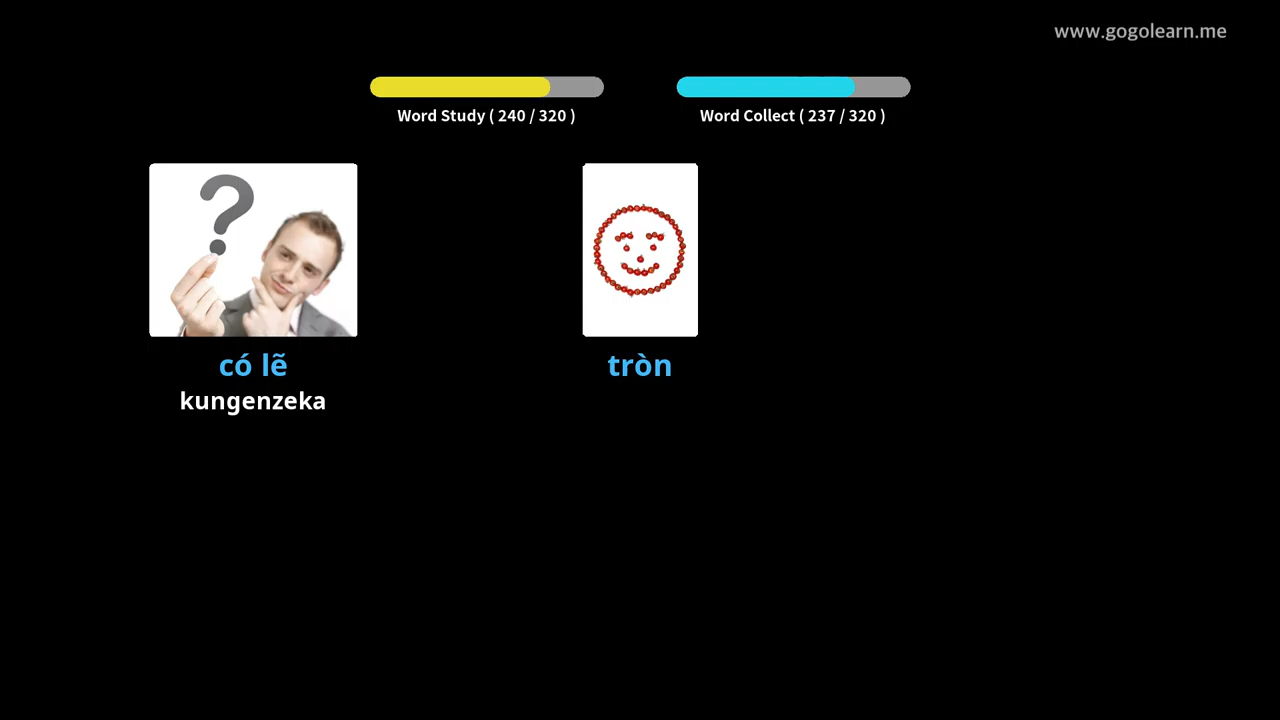 www.gogolearn.me
Word Study ( 240 / 320 )
Word Collect ( 237 / 320 )
có lẽ
kungenzeka
tròn